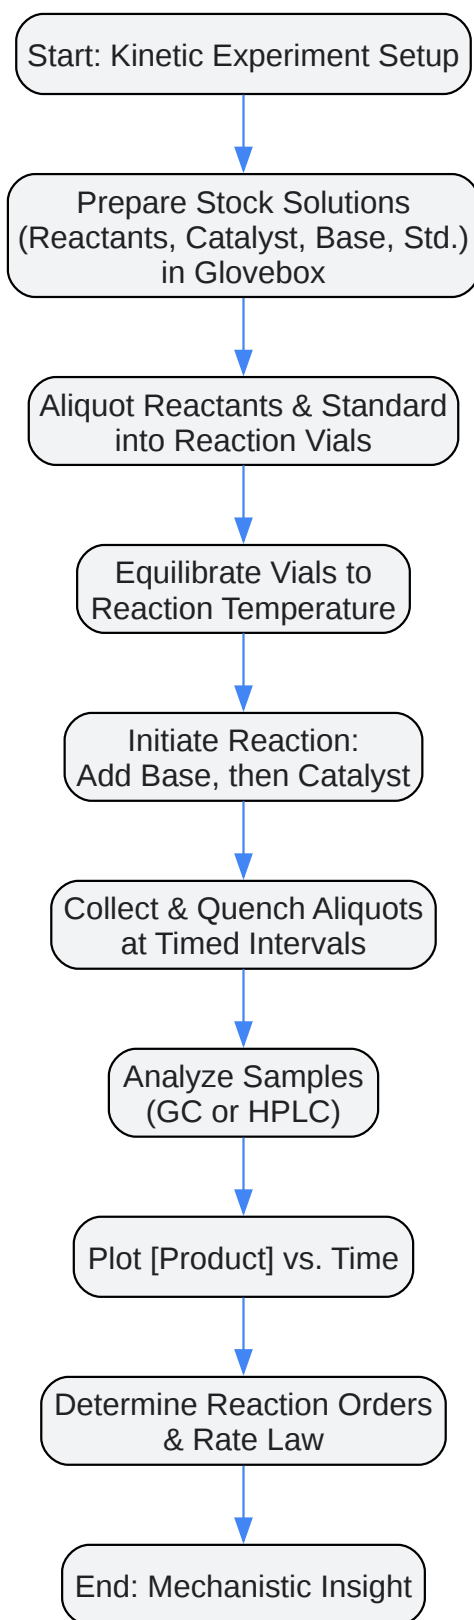 Start: Kinetic Experiment Setup
Prepare Stock Solutions
(Reactants, Catalyst, Base, Std.)
in Glovebox
Aliquot Reactants & Standard
into Reaction Vials
Equilibrate Vials to
Reaction Temperature
Initiate Reaction:
Add Base, then Catalyst
Collect & Quench Aliquots
at Timed Intervals
Analyze Samples
(GC or HPLC)
Plot [Product] vs. Time
Determine Reaction Orders
& Rate Law
End: Mechanistic Insight